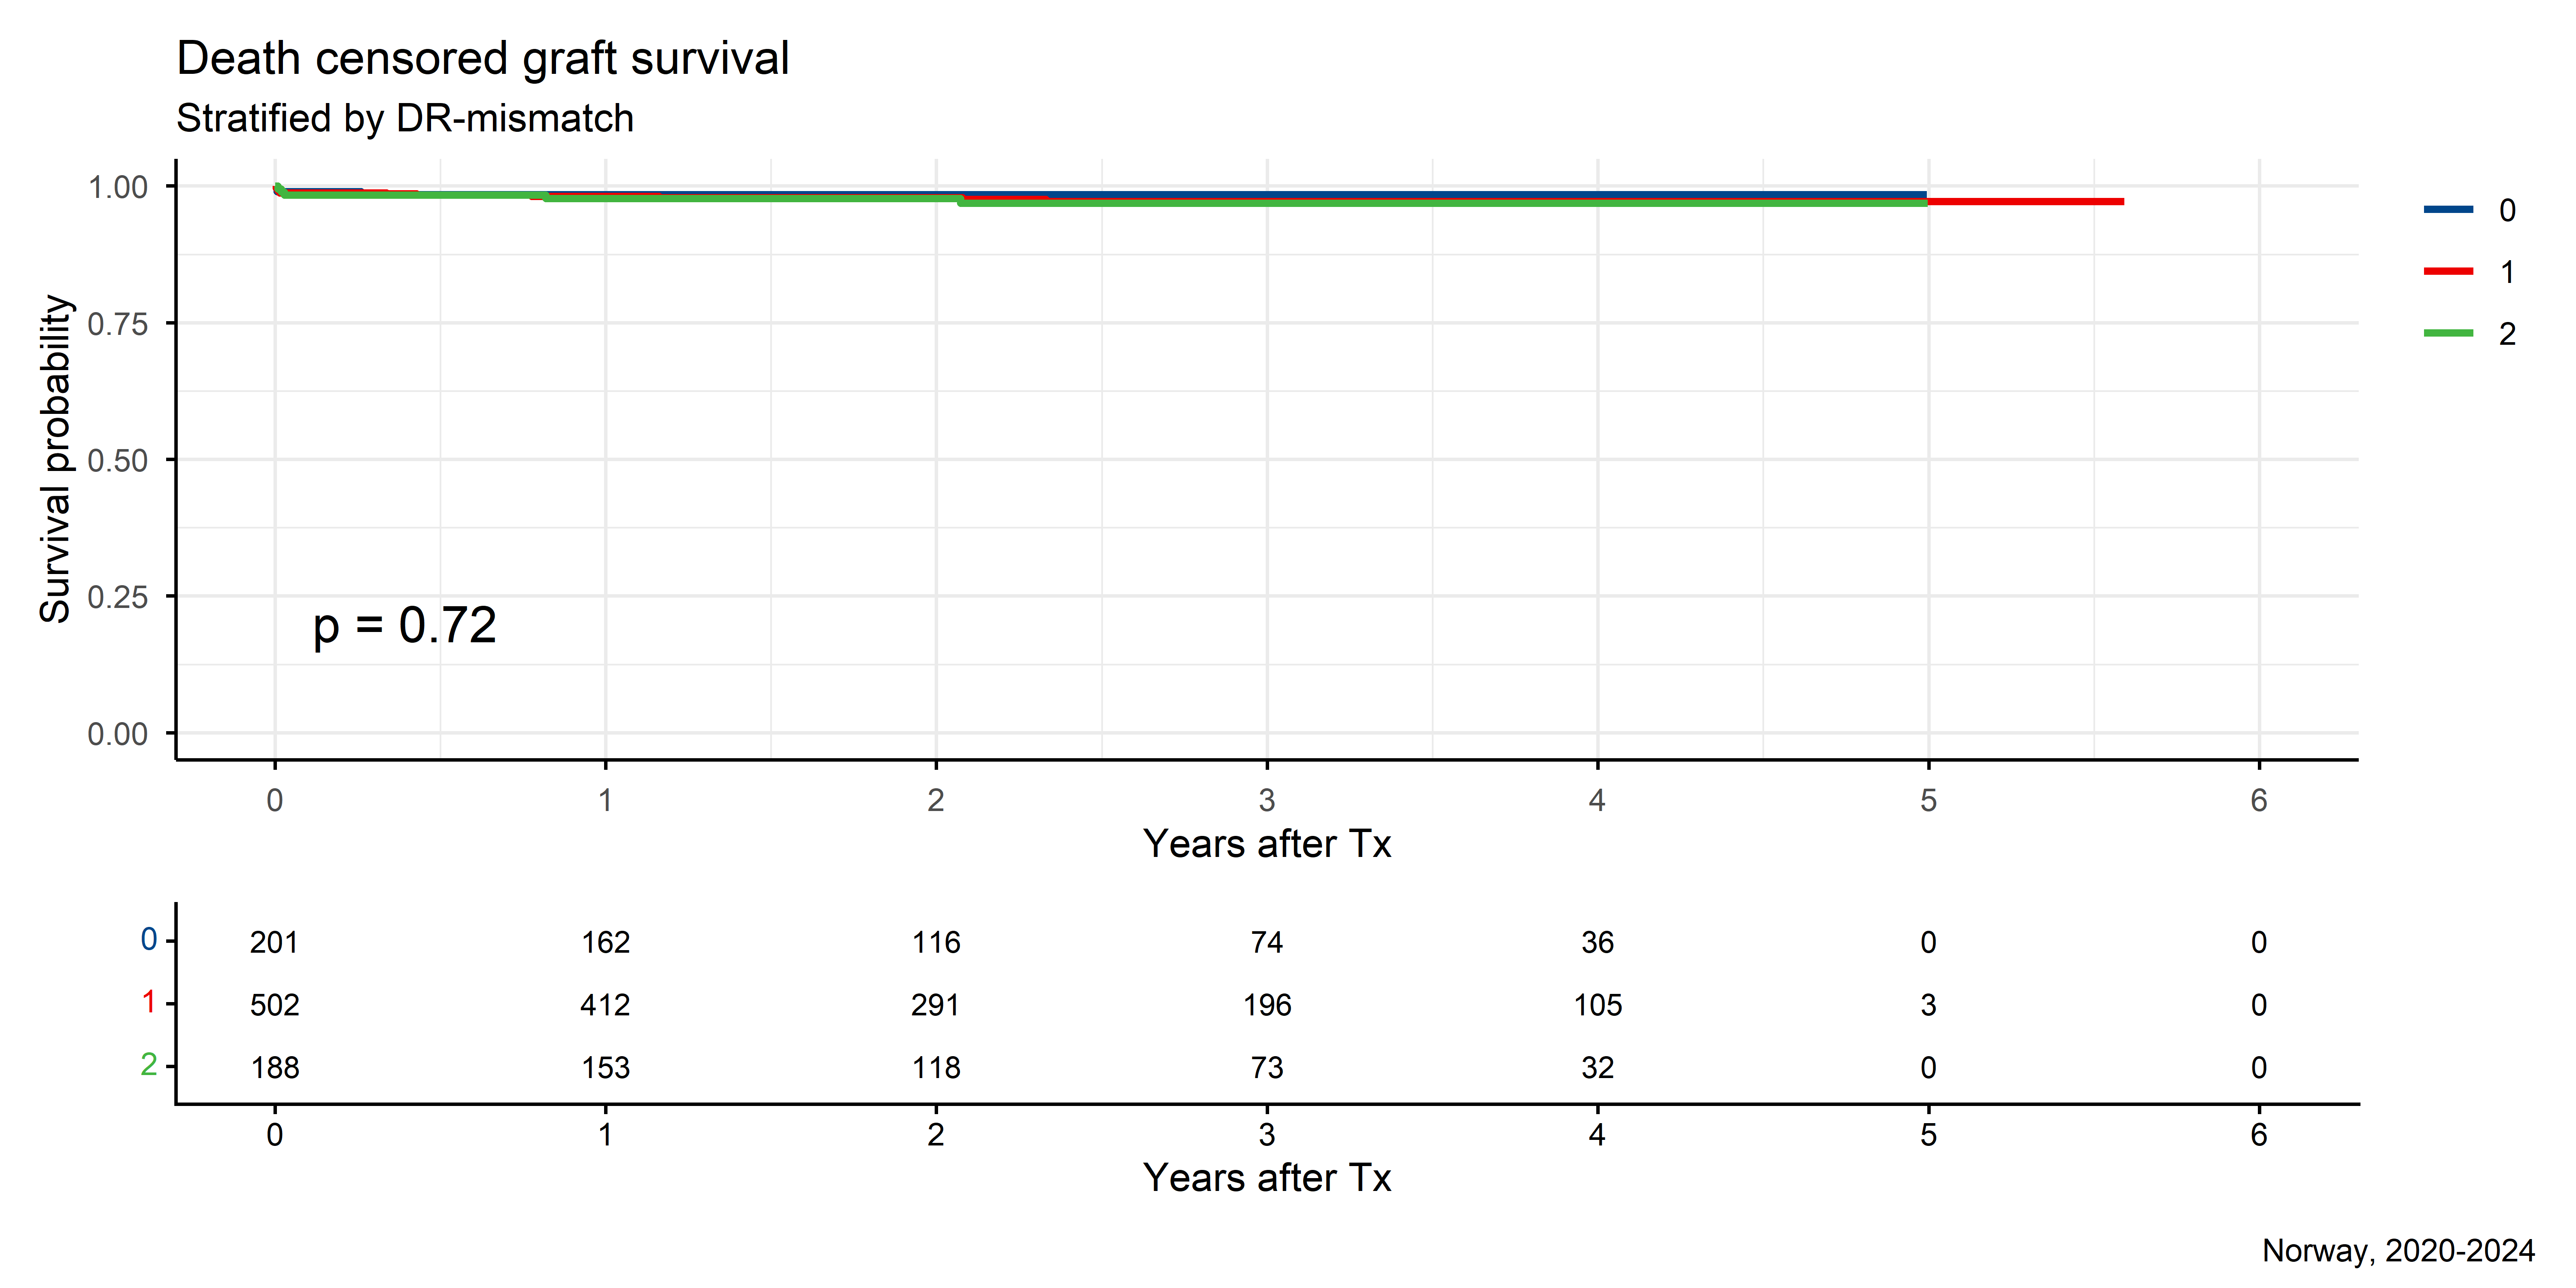 Death censored graft survival
Stratified by DR-mismatch
Survival probability
1.00
0.75
0.50
0.25
0.00
p = 0.72
0
1
2
0 1 2 3 4 5 6
Years after Tx
0 201 162 116 74 36 0 0
1 502 412 291 196 105 3 0
2 188 153 118 73 32 0 0
0 1 2 3 4 5 6
Years after Tx
Norway, 2020-2024